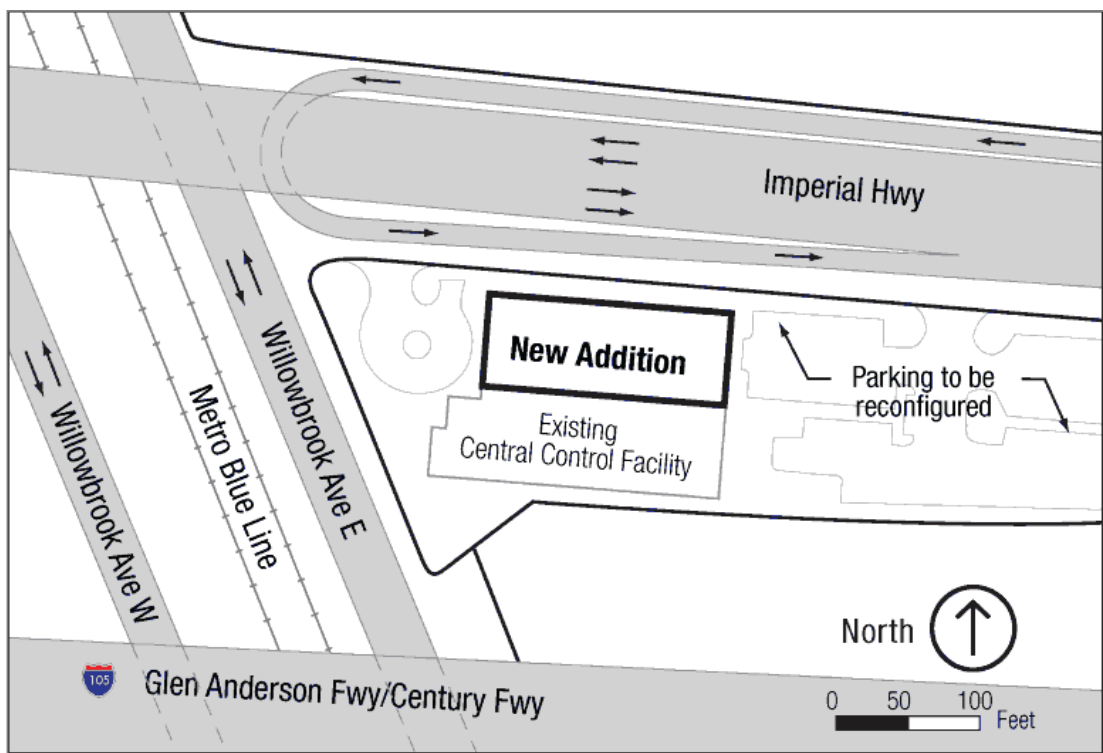 Imperial Hwy
New Addition
Parking to be
reconfigured
Existing
Central Control Facility
Willowbrook Ave E
Metro Blue Line
Willowbrook Ave W
North
105
Glen Anderson Fwy/Century Fwy
0 50 100
Feet